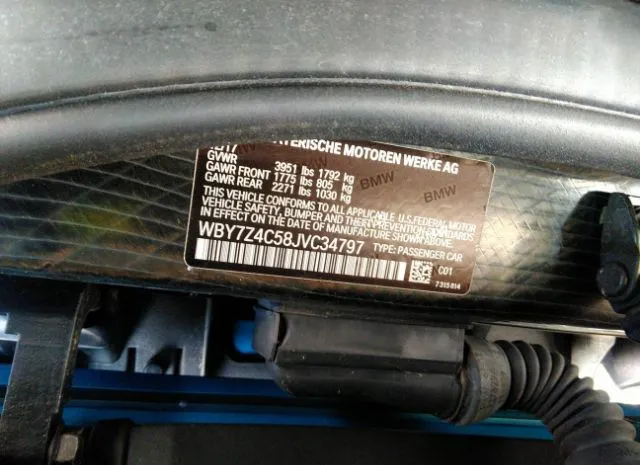 BAYERISCHE MOTOREN WERKE AG
GVWR 3951 lbs 1792 kg
GAWR FRONT 1775 lbs 805 kg
GAWR REAR 2271 lbs 1030 kg
THIS VEHICLE CONFORMS TO ALL APPLICABLE U.S. FEDERAL MOTOR
VEHICLE SAFETY, BUMPER AND THEFT PREVENTION STANDARDS
IN EFFECT ON THE DATE OF MANUFACTURE SHOWN ABOVE.
WBY7Z4C58JVC34797 TYPE: PASSENGER CAR
C01
7 315 614
BMW
BMW
BMW